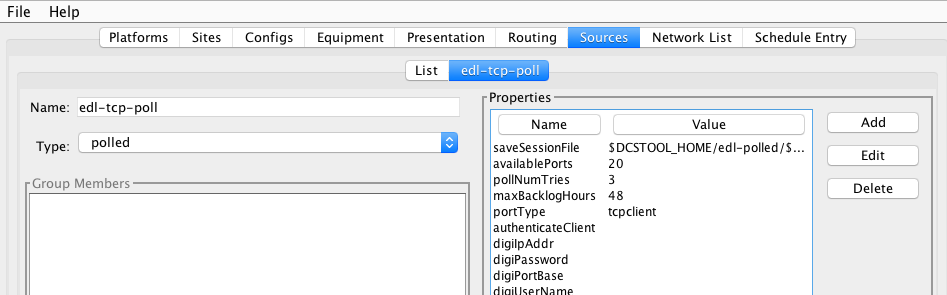 File Help
Platforms Sites Configs Equipment Presentation Routing Sources Network List Schedule Entry
List edl-tcp-poll
Name: edl-tcp-poll
Type: polled
Group Members
Properties
Name Value
saveSessionFile $DCSTOOL_HOME/edl-polled/$...
availablePorts 20
pollNumTries 3
maxBacklogHours 48
portType tcpclient
authenticateClient
digiIpAddr
digiPassword
digiPortBase
digiUserName
Add
Edit
Delete